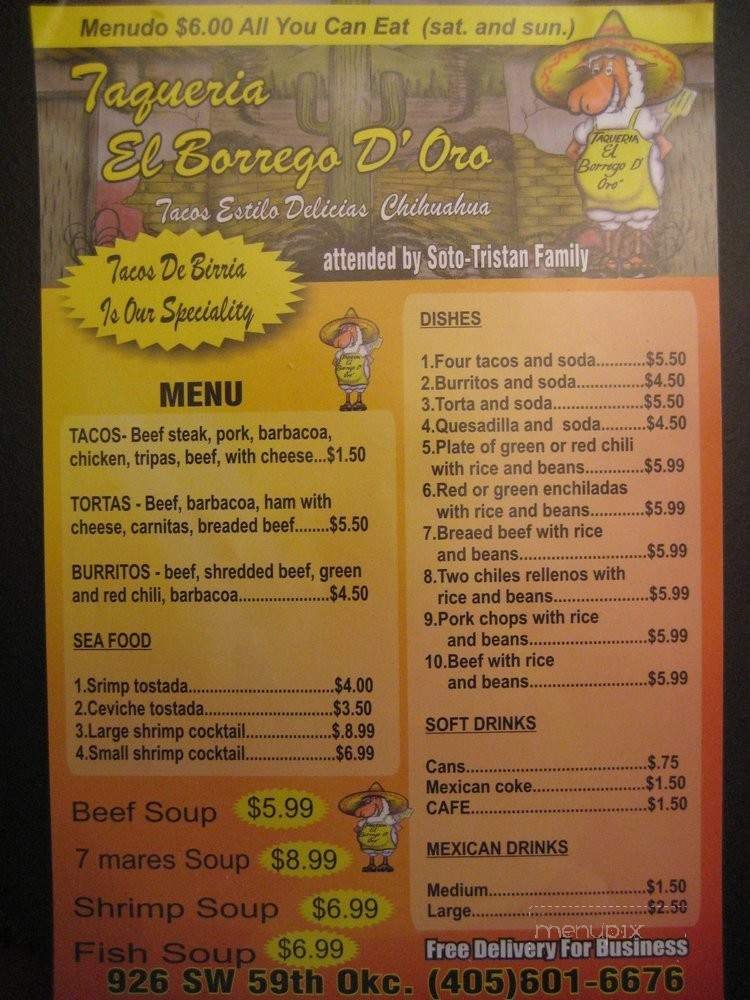 Menudo $6.00 All You Can Eat (sat. and sun.)
Taqueria
El Borrego D' Oro
Tacos Estilo Delicias Chihuahua
attended by Soto-Tristan Family
TAQUERIA
El
Borrego D'
Oro"
Tacos De Birria
Is Our Speciality
MENU
TACOS- Beef steak, pork, barbacoa,
chicken, tripas, beef, with cheese...$1.50
TORTAS - Beef, barbacoa, ham with
cheese, carnitas, breaded beef........$5.50
BURRITOS - beef, shredded beef, green
and red chili, barbacoa......................$4.50
SEA FOOD
1.Srimp tostada...................................$4.00
2.Ceviche tostada...............................$3.50
3.Large shrimp cocktail....................$.8.99
4.Small shrimp cocktail.....................$6.99
Beef Soup $5.99
7 mares Soup $8.99
Shrimp Soup $6.99
Fish Soup $6.99
DISHES
1.Four tacos and soda...........$5.50
2.Burritos and soda...............$4.50
3.Torta and soda....................$5.50
4.Quesadilla and soda..........$4.50
5.Plate of green or red chili
with rice and beans.............$5.99
6.Red or green enchiladas
with rice and beans............$5.99
7.Breaed beef with rice
and beans............................$5.99
8.Two chiles rellenos with
rice and beans.....................$5.99
9.Pork chops with rice
and beans..........................$5.99
10.Beef with rice
and beans..........................$5.99
SOFT DRINKS
Cans.......................................$.75
Mexican coke........................$1.50
CAFE......................................$1.50
MEXICAN DRINKS
Medium..................................$1.50
Large......................................$2.50
menupix
Free Delivery For Business
926 SW 59th Okc. (405)601-6676